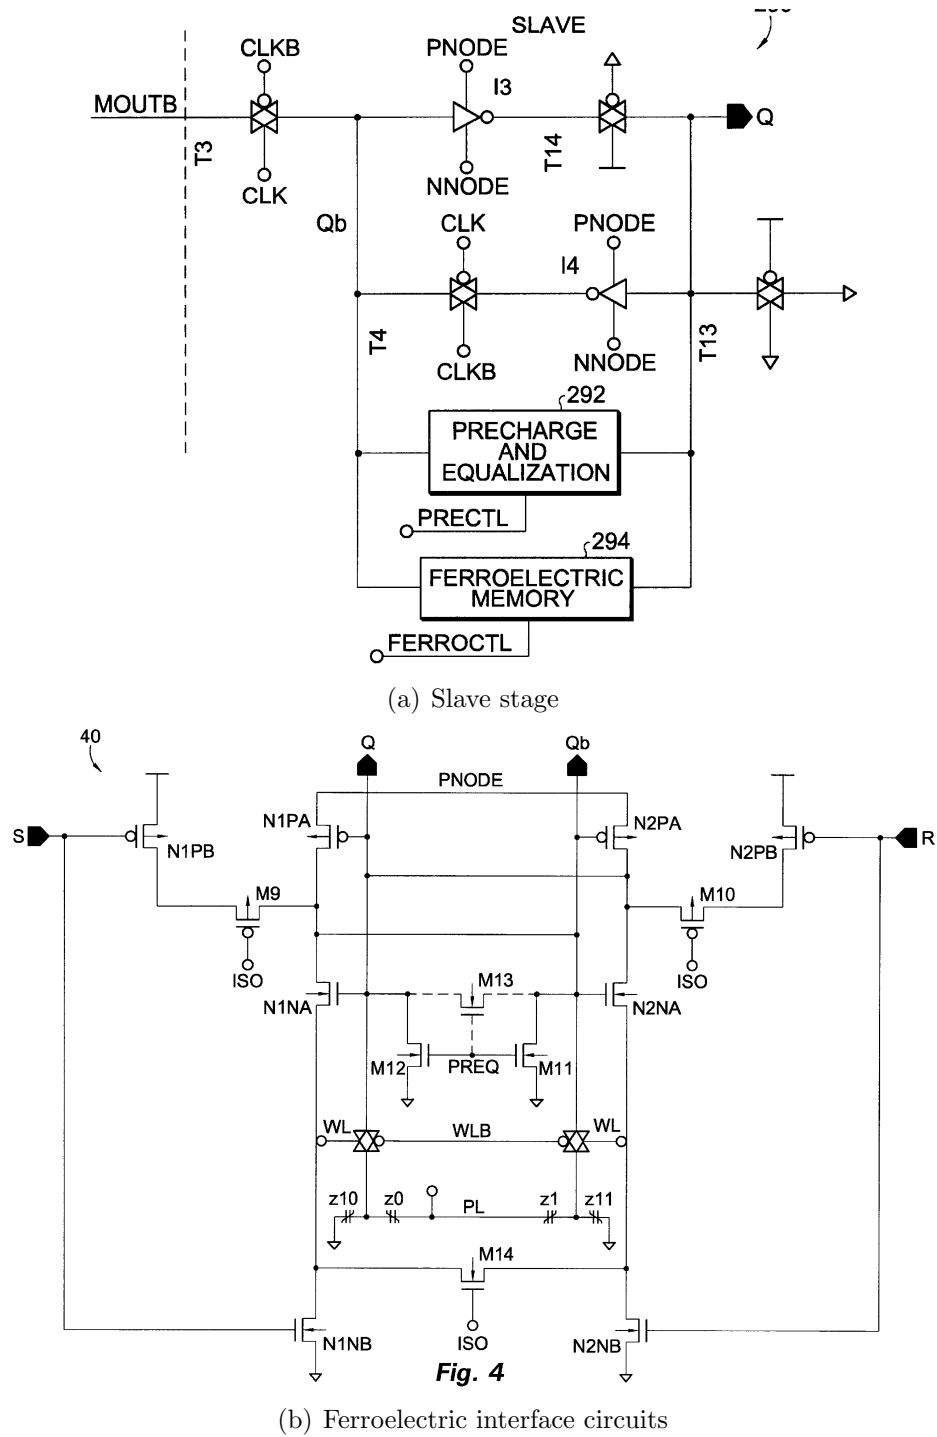 SLAVE
CLKB
PNODE
I3
MOUTB
T3
T14
Q
CLK
NNODE
Qb
CLK
PNODE
I4
T4
T13
CLKB
NNODE
292
PRECHARGE
AND
EQUALIZATION
PRECTL
294
FERROELECTRIC
MEMORY
FERROCTL
(a) Slave stage
40
Q
Qb
PNODE
S
N1PB
N1PA
N2PA
N2PB
R
M9
M10
ISO
ISO
M13
N1NA
N2NA
M12
PREQ
M11
WL
WLB
WL
z10
z0
PL
z1
z11
M14
N1NB
ISO
N2NB
Fig. 4
(b) Ferroelectric interface circuits